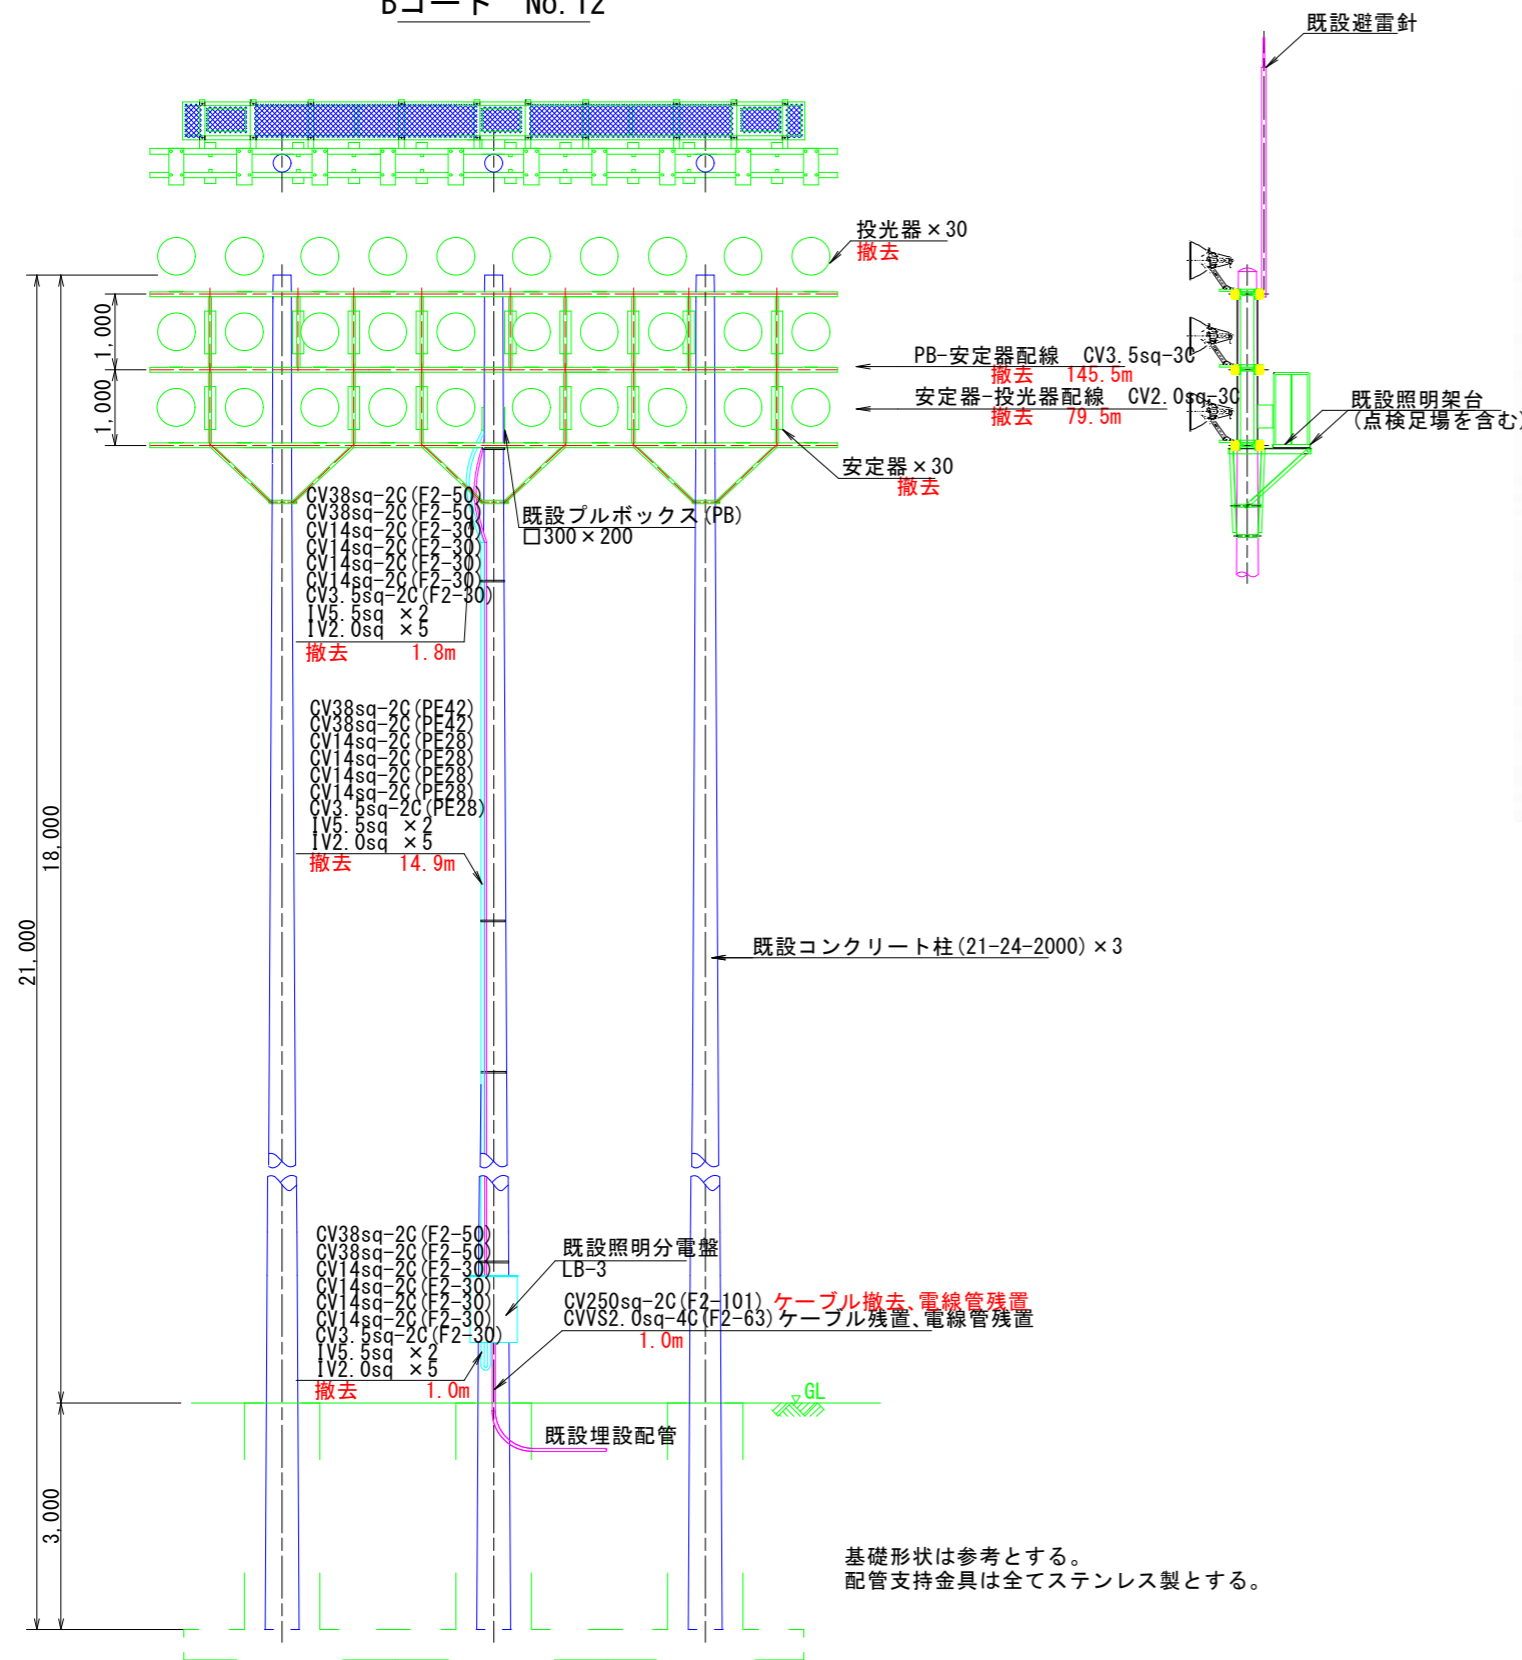 Bコート　No.12
既設避雷針
投光器×30
撤去
1,000
1,000
PB-安定器配線　CV3.5sq-3C
撤去　145.5m
安定器-投光器配線　CV2.0sq-3C
撤去　79.5m
既設照明架台
(点検足場を含む)
安定器×30
撤去
既設プルボックス(PB)
□300×200
CV38sq-2C(F2-50)
CV38sq-2C(F2-50)
CV14sq-2C(F2-30)
CV14sq-2C(F2-30)
CV14sq-2C(F2-30)
CV14sq-2C(F2-30)
CV3.5sq-2C(F2-30)
IV5.5sq ×2
IV2.0sq ×5
撤去　1.8m
CV38sq-2C(PE42)
CV38sq-2C(PE42)
CV14sq-2C(PE28)
CV14sq-2C(PE28)
CV14sq-2C(PE28)
CV14sq-2C(PE28)
CV3.5sq-2C(PE28)
IV5.5sq ×2
IV2.0sq ×5
撤去　14.9m
18,000
21,000
既設コンクリート柱(21-24-2000)×3
CV38sq-2C(F2-50)
CV38sq-2C(F2-50)
CV14sq-2C(F2-30)
CV14sq-2C(F2-30)
CV14sq-2C(F2-30)
CV14sq-2C(F2-30)
CV3.5sq-2C(F2-30)
IV5.5sq ×2
IV2.0sq ×5
撤去　1.0m
既設照明分電盤
LB-3
CV250sq-2C(F2-101) ケーブル撤去、電線管残置
CVVS2.0sq-4C(F2-63) ケーブル残置、電線管残置
1.0m
GL
既設埋設配管
3,000
基礎形状は参考とする。
配管支持金具は全てステンレス製とする。